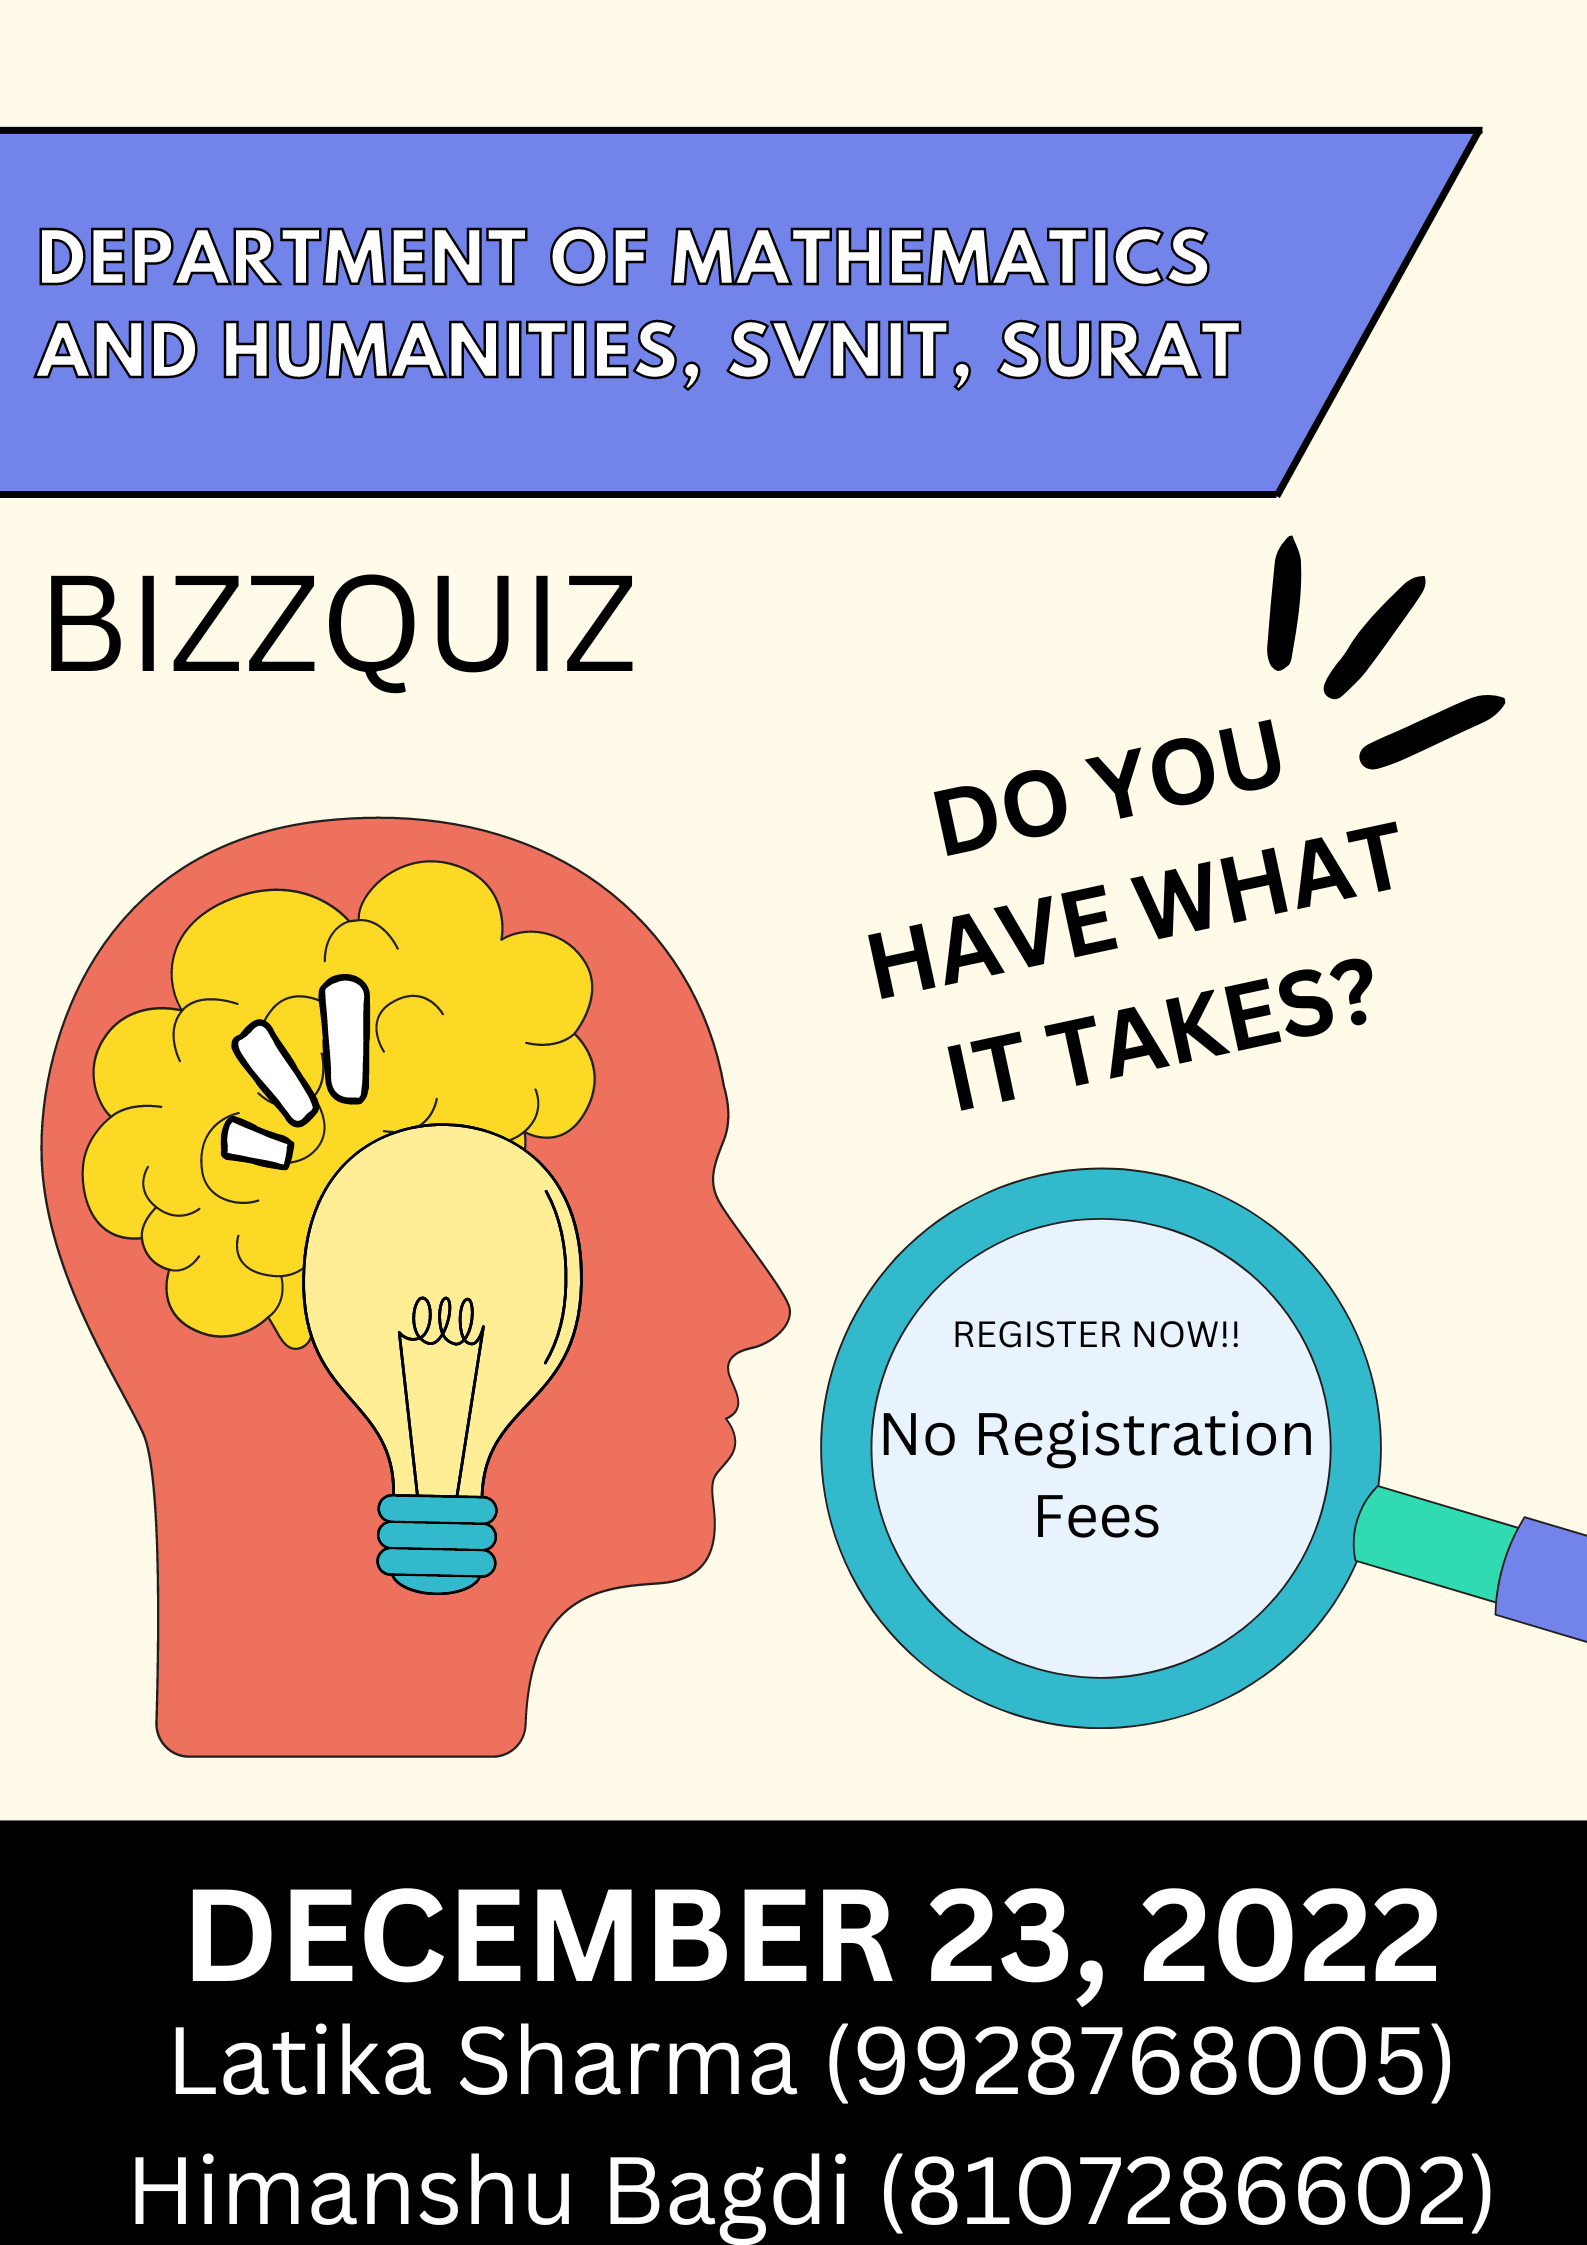 DEPARTMENT OF MATHEMATICS
AND HUMANITIES, SVNIT, SURAT
BIZZQUIZ
DO YOU
HAVE WHAT
IT TAKES?
REGISTER NOW!!
No Registration
Fees
DECEMBER 23, 2022
Latika Sharma (9928768005)
Himanshu Bagdi (8107286602)